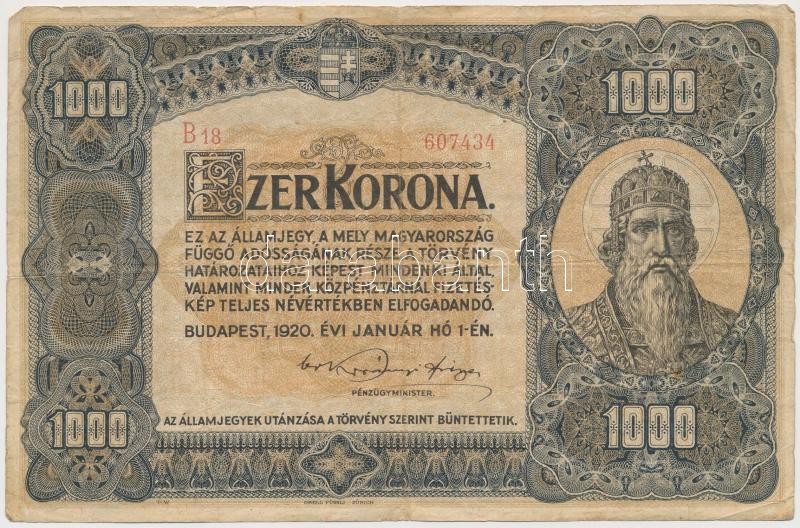 1000
1000
B 18
607434
EZER KORONA.
EZ AZ ÁLLAMJEGY, A MELY MAGYARORSZÁG
FÜGGŐ ADÓSSÁGÁNAK RÉSZE, A TÖRVÉNY
HATÁROZATAIHOZ KÉPEST MINDENKI ÁLTAL,
VALAMINT MINDEN KÖZPÉNZTÁRNÁL FIZETÉS-
KÉP TELJES NÉVÉRTÉKBEN ELFOGADANDÓ.
BUDAPEST, 1920. ÉVI JANUÁR HÓ 1-ÉN.
PÉNZÜGYMINISTER.
AZ ÁLLAMJEGYEK UTÁNZÁSA A TÖRVÉNY SZERINT BÜNTETTETIK.
1000
1000
ORELL FÜSSLI - ZÜRICH
darabanth